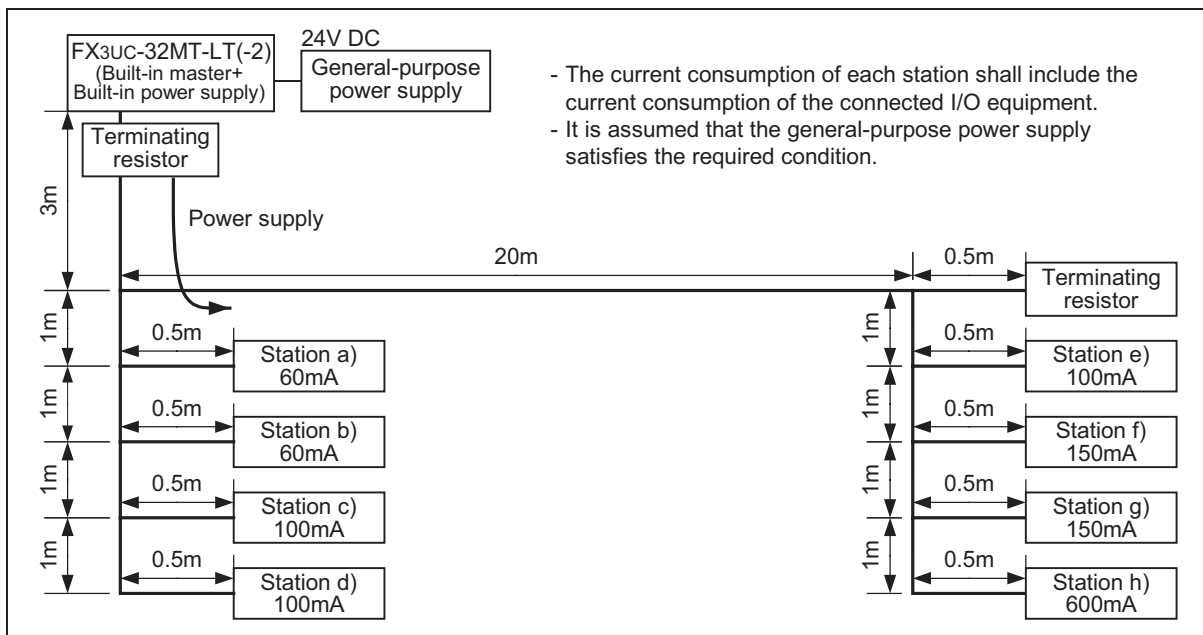 FX3UC-32MT-LT(-2)
(Built-in master+
Built-in power supply)
24V DC
General-purpose
power supply
- The current consumption of each station shall include the
current consumption of the connected I/O equipment.
- It is assumed that the general-purpose power supply
satisfies the required condition.
Terminating
resistor
3m
Power supply
20m
0.5m
Terminating
resistor
1m
0.5m
Station a)
60mA
1m
0.5m
Station b)
60mA
1m
0.5m
Station c)
100mA
1m
0.5m
Station d)
100mA
1m
0.5m
Station e)
100mA
1m
0.5m
Station f)
150mA
1m
0.5m
Station g)
150mA
1m
0.5m
Station h)
600mA